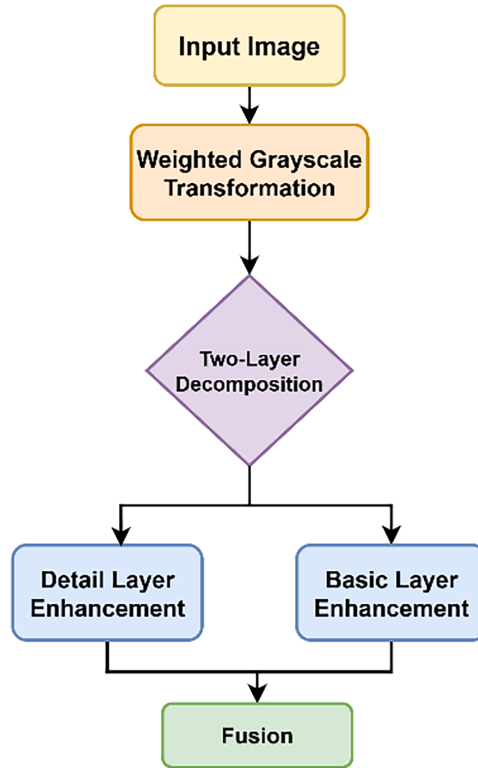 Input Image
Weighted Grayscale
Transformation
Two-Layer
Decomposition
Detail Layer
Enhancement
Basic Layer
Enhancement
Fusion